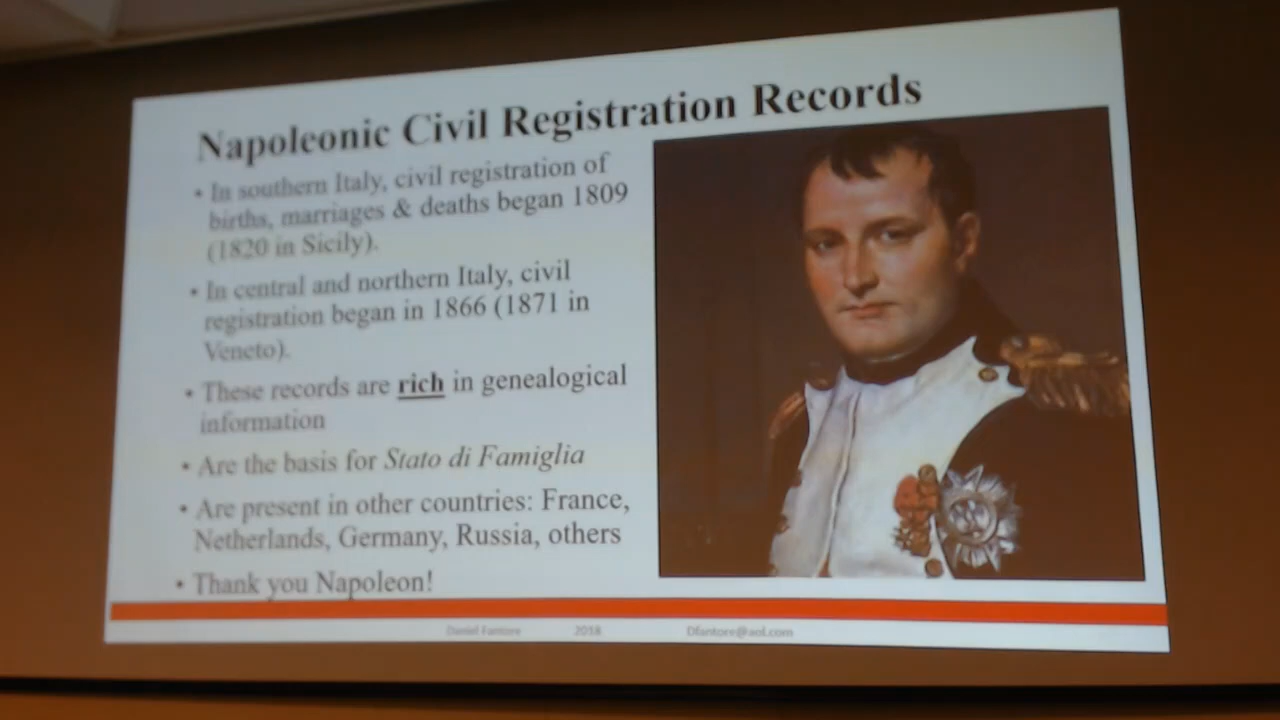 Napoleonic Civil Registration Records
• In southern Italy, civil registration of
births, marriages & deaths began 1809
(1820 in Sicily).
• In central and northern Italy, civil
registration began in 1866 (1871 in
Veneto).
• These records are rich in genealogical
information
• Are the basis for Stato di Famiglia
• Are present in other countries: France,
Netherlands, Germany, Russia, others
• Thank you Napoleon!
Daniel Fantore 2018 Dfantore@aol.com